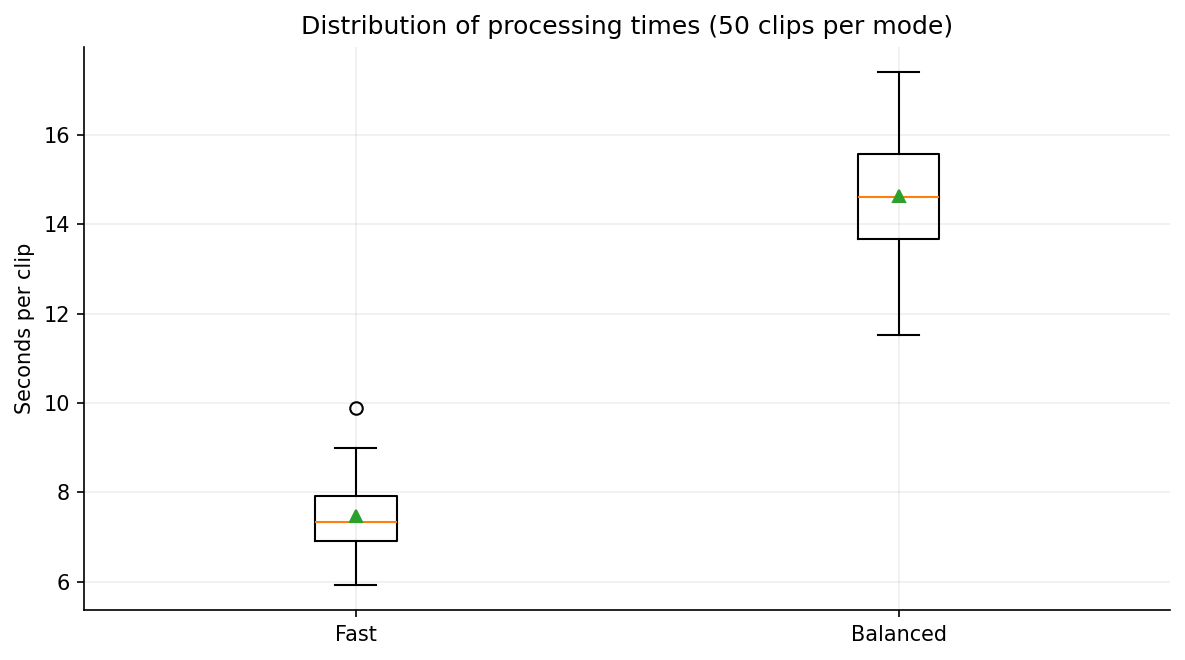 Distribution of processing times (50 clips per mode)
Seconds per clip
16
14
12
10
8
6
Fast
Balanced